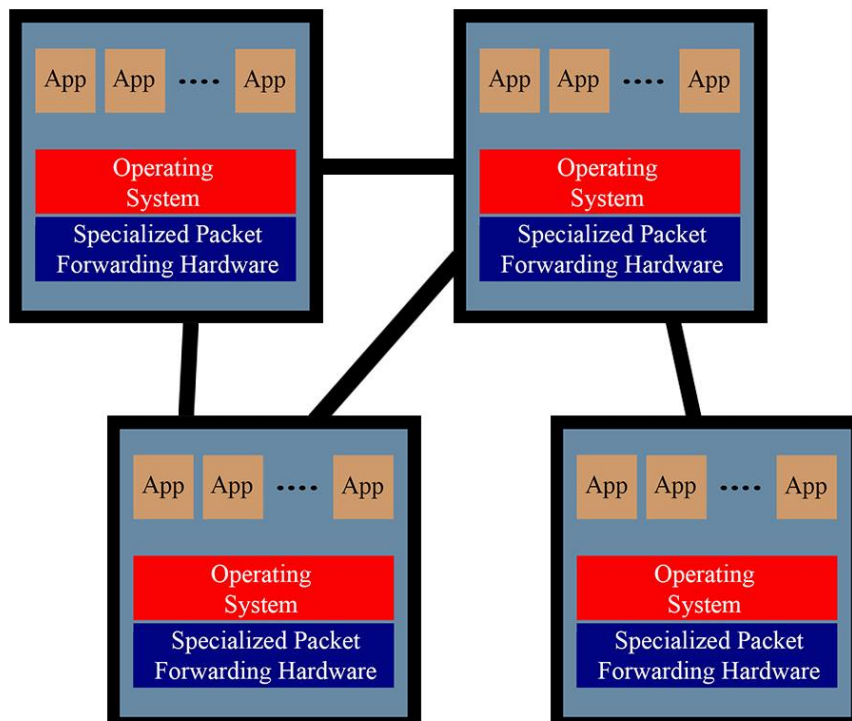 App App .... App
Operating
System
Specialized Packet
Forwarding Hardware
App App .... App
Operating
System
Specialized Packet
Forwarding Hardware
App App .... App
Operating
System
Specialized Packet
Forwarding Hardware
App App .... App
Operating
System
Specialized Packet
Forwarding Hardware